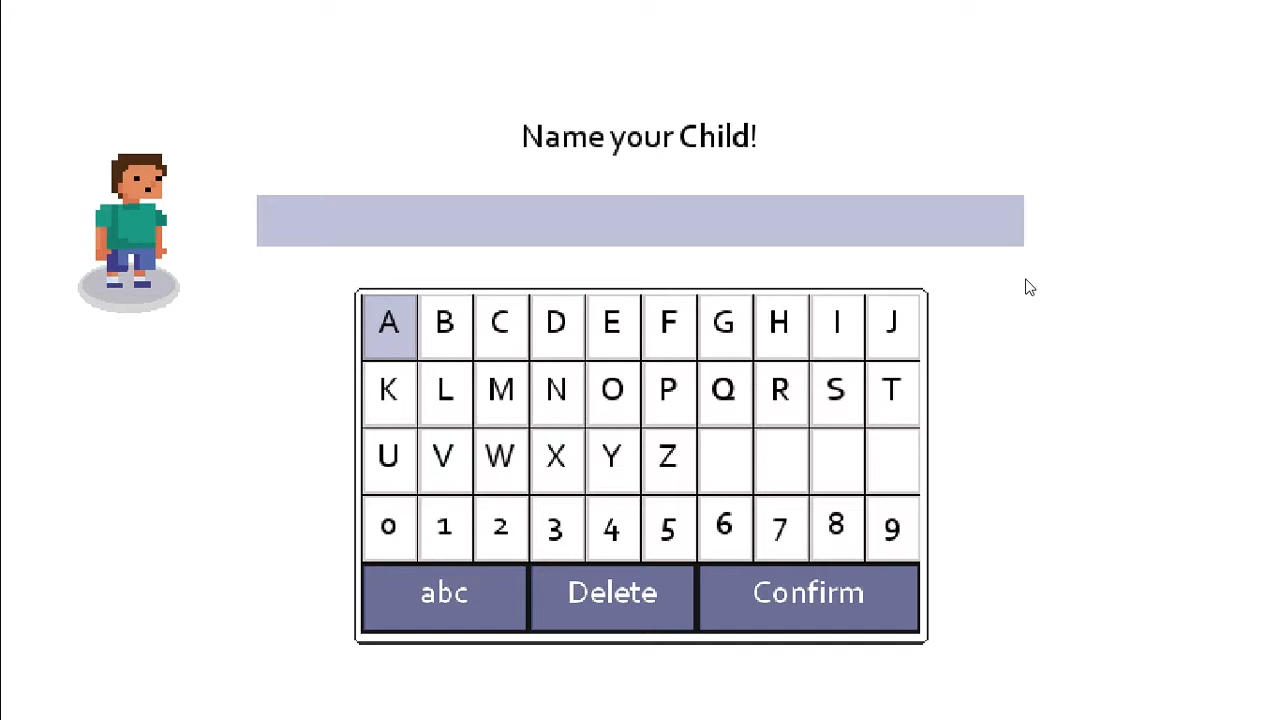 Name your Child!
A B C D E F G H I J
K L M N O P Q R S T
U V W X Y Z
0 1 2 3 4 5 6 7 8 9
abc Delete Confirm